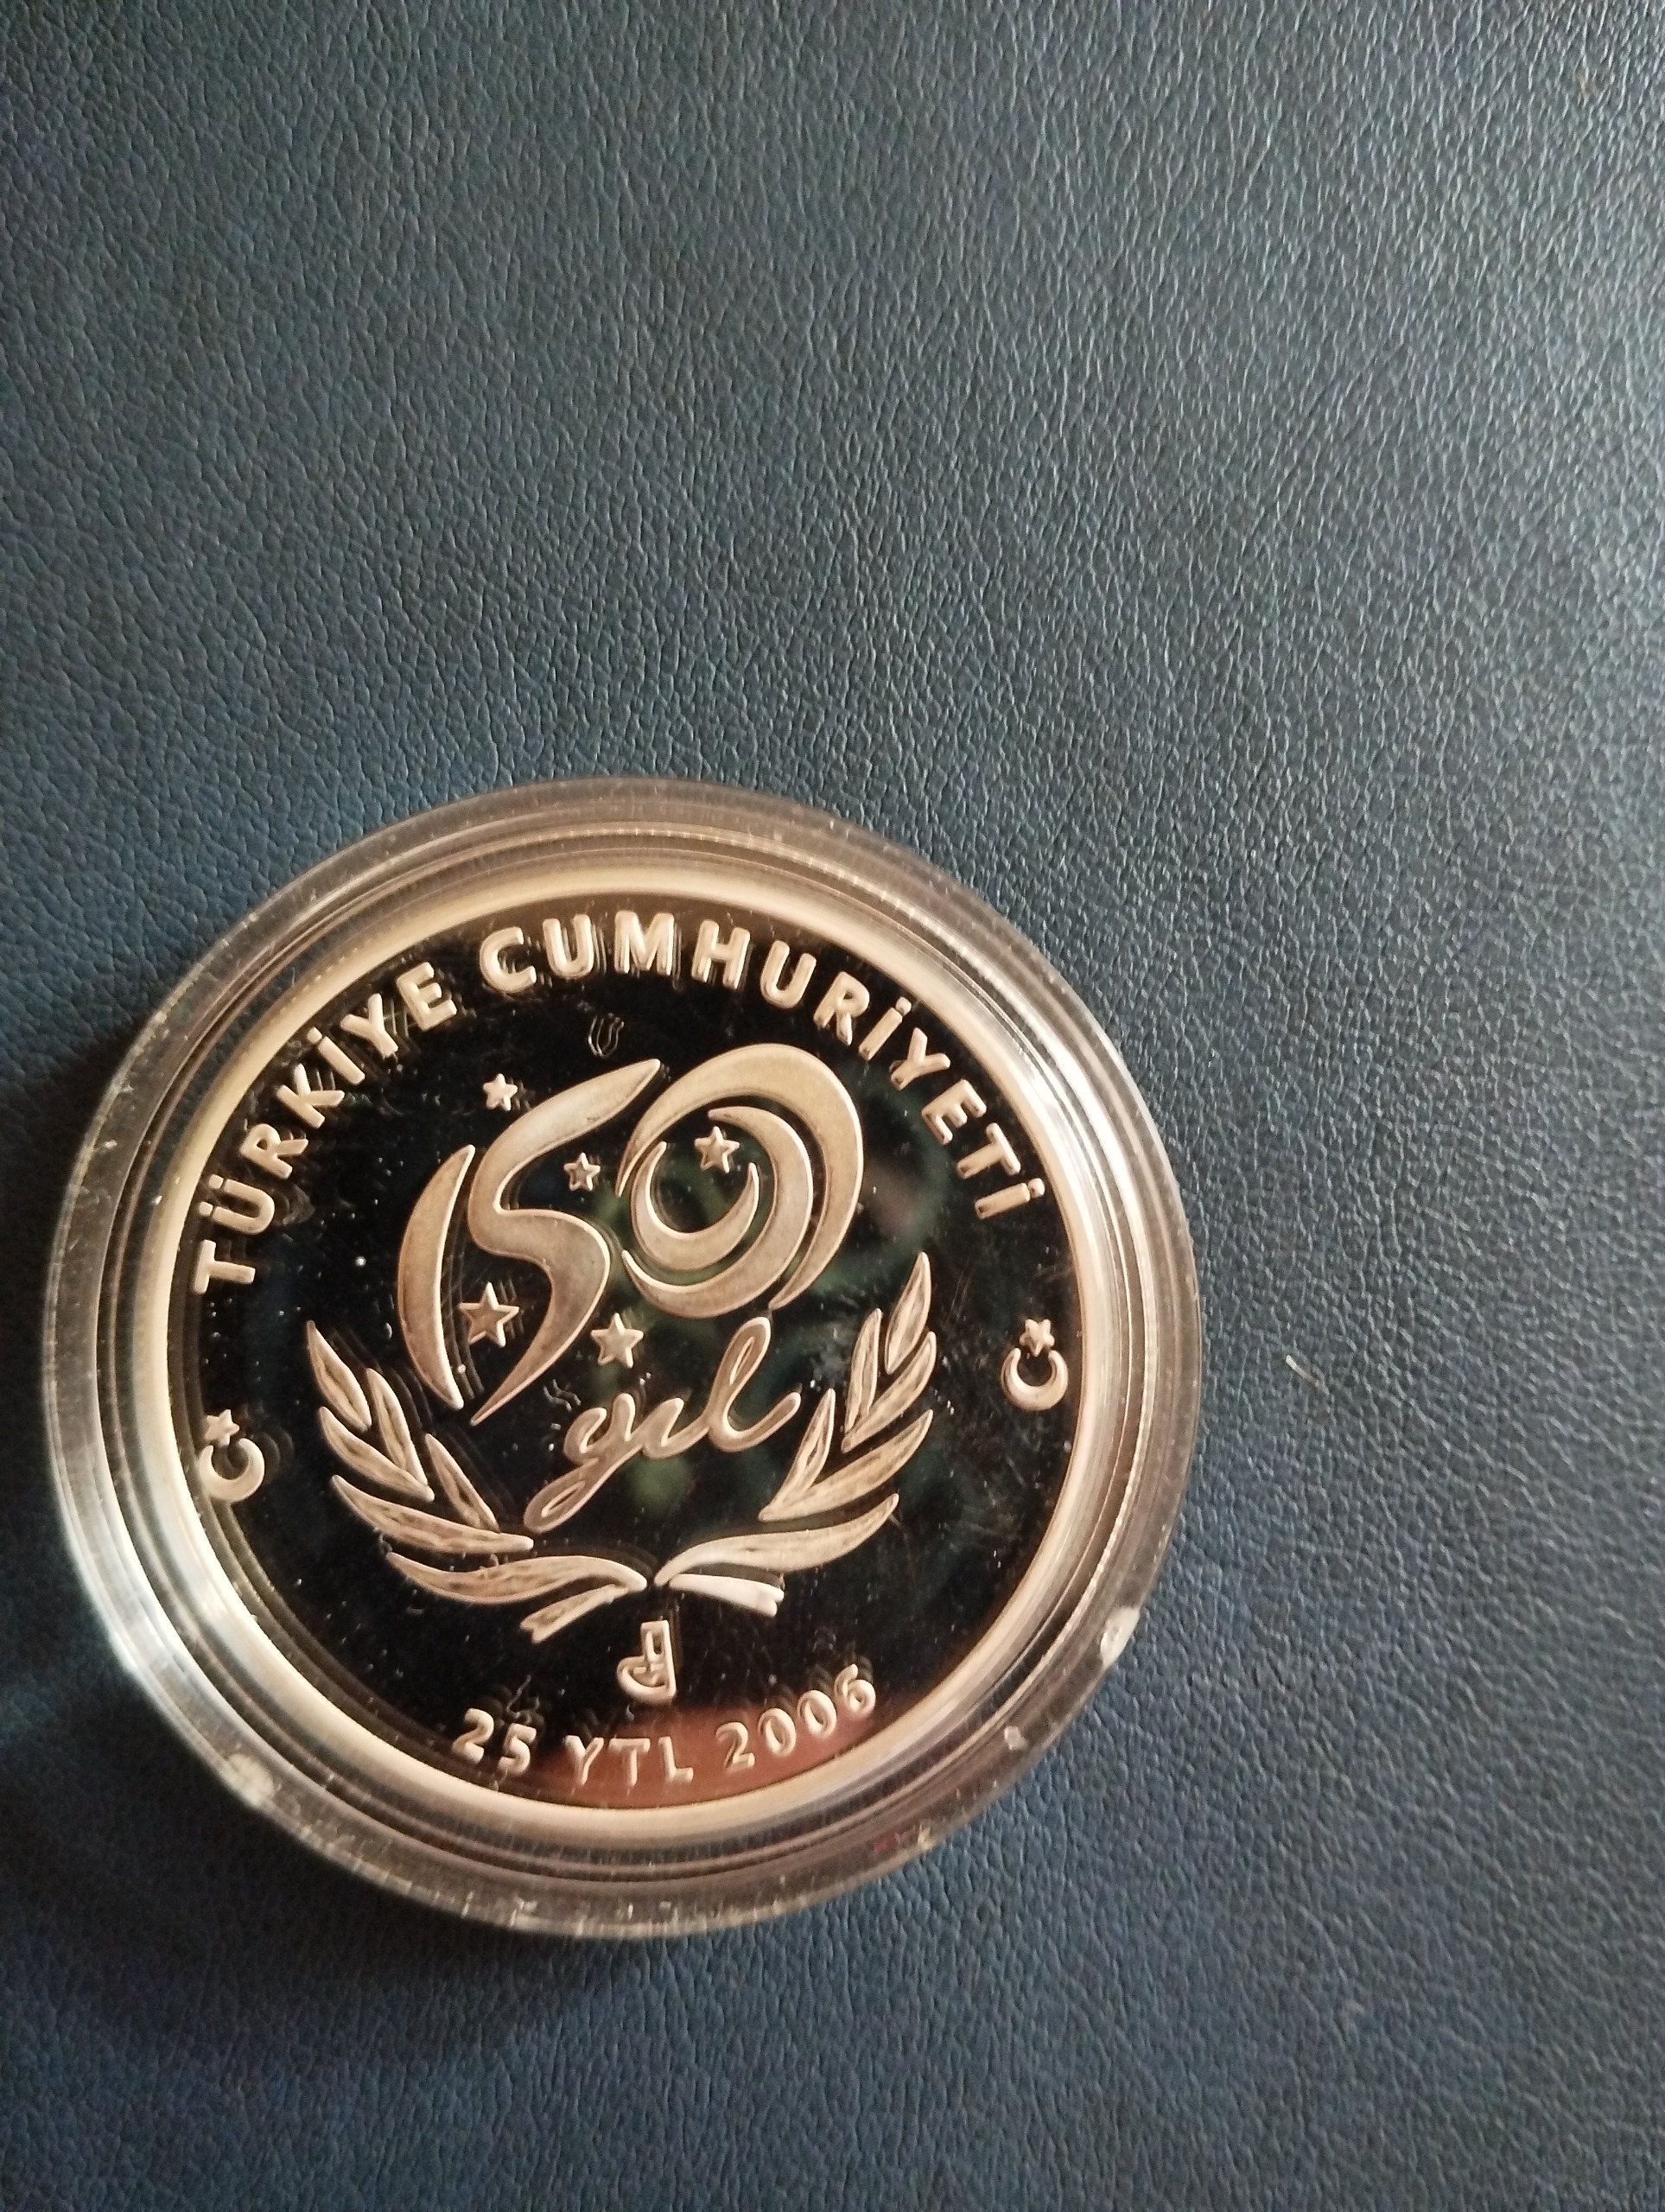 TÜRKİYE CUMHURİYETİ
150
yıl
25 YTL 2006